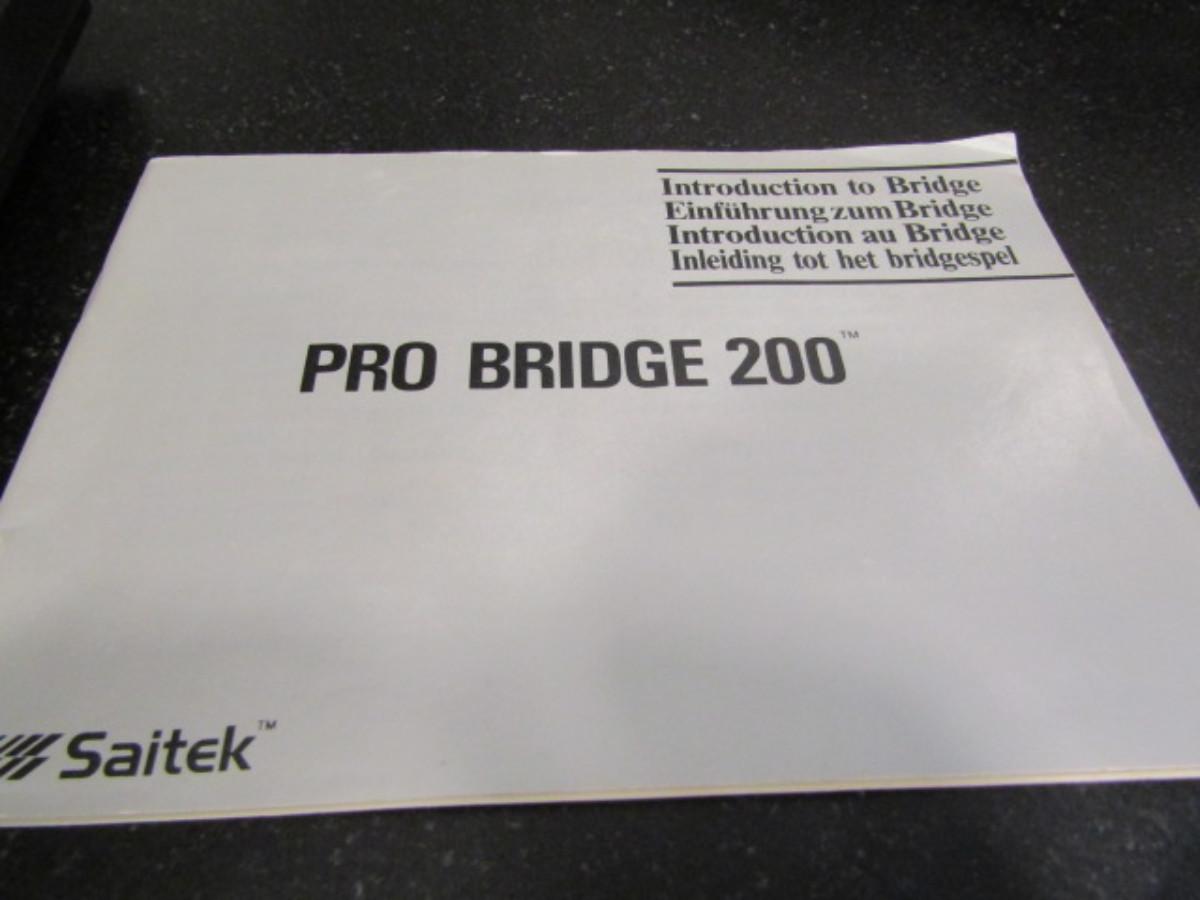 Introduction to Bridge
Einführung zum Bridge
Introduction au Bridge
Inleiding tot het bridgespel
PRO BRIDGE 200™
Saitek™